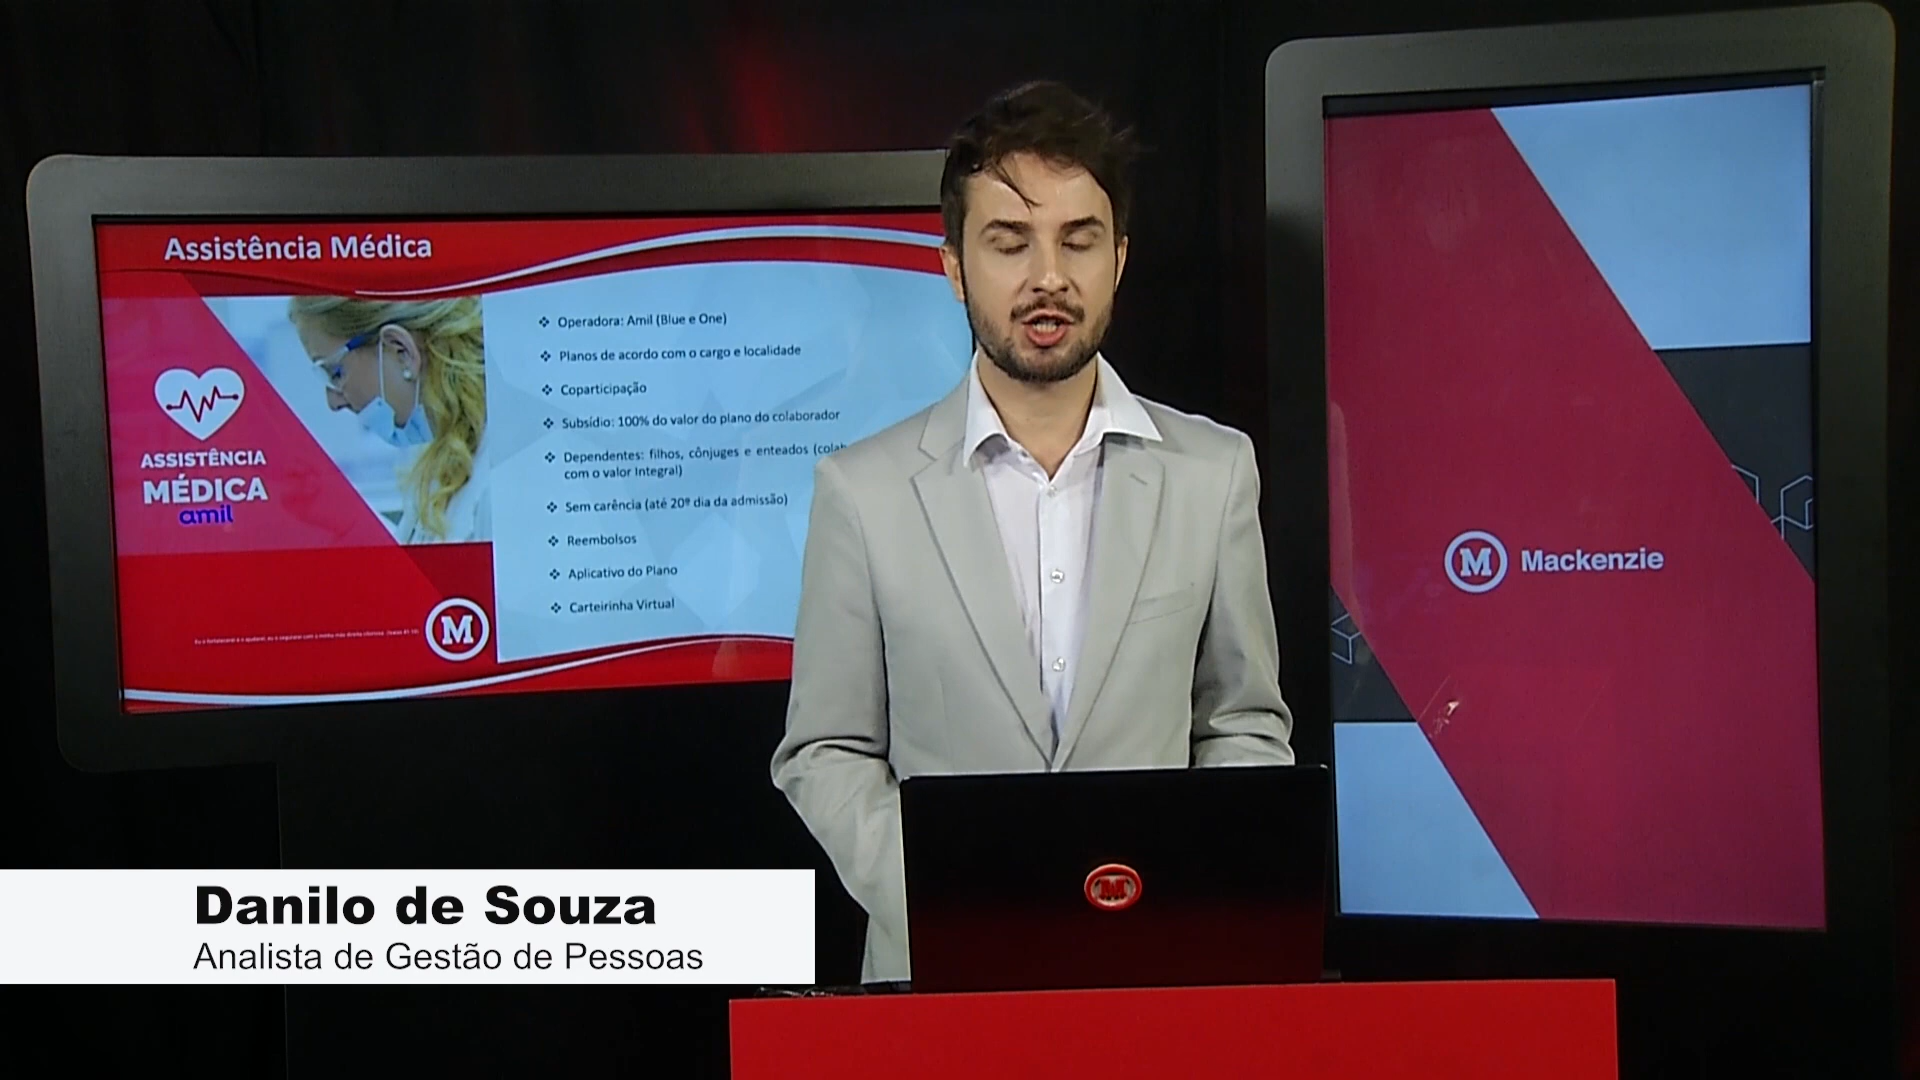 Assistência Médica
Operadora: Amil (Blue e One)
Planos de acordo com o cargo e localidade
Coparticipação
Subsídio: 100% do valor do plano do colaborador
Dependentes: filhos, cônjuges e enteados (colab
com o valor Integral)
Sem carência (até 20º dia da admissão)
Reembolsos
Aplicativo do Plano
Carteirinha Virtual
ASSISTÊNCIA
MÉDICA
amil
M
M Mackenzie
M
Danilo de Souza
Analista de Gestão de Pessoas